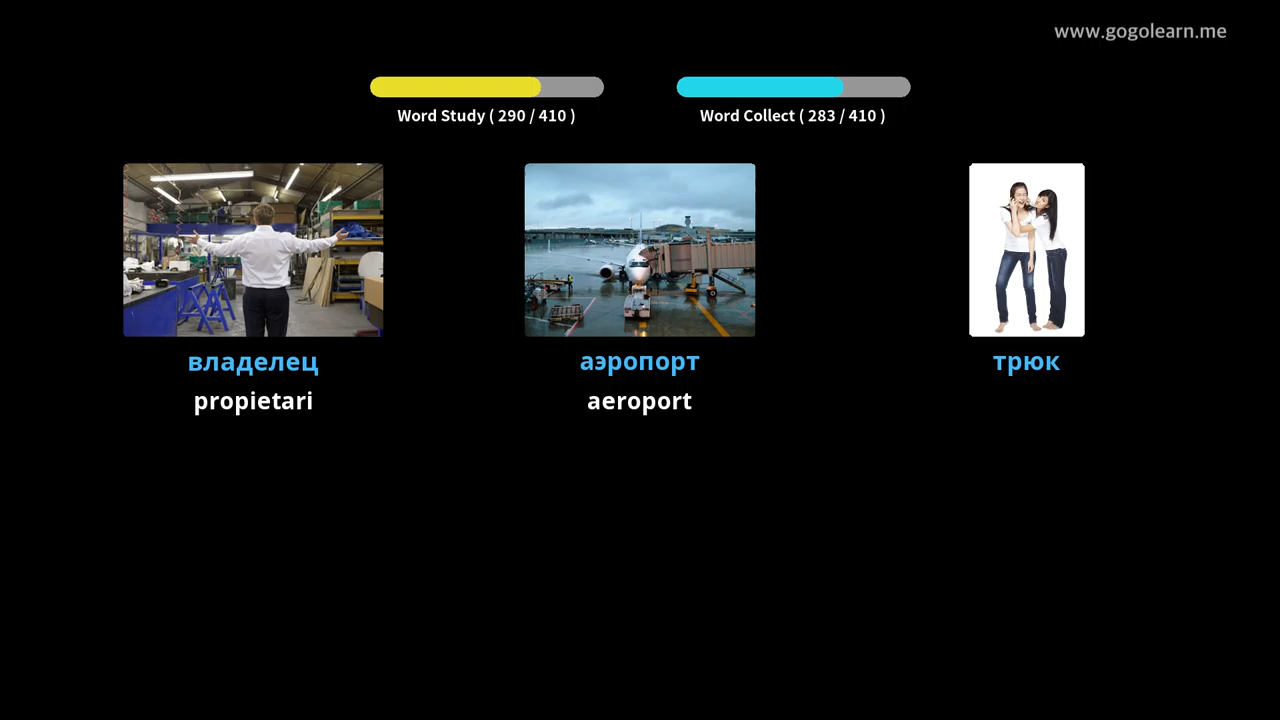 www.gogolearn.me
Word Study ( 290 / 410 )
Word Collect ( 283 / 410 )
владелец
propietari
аэропорт
aeroport
трюк